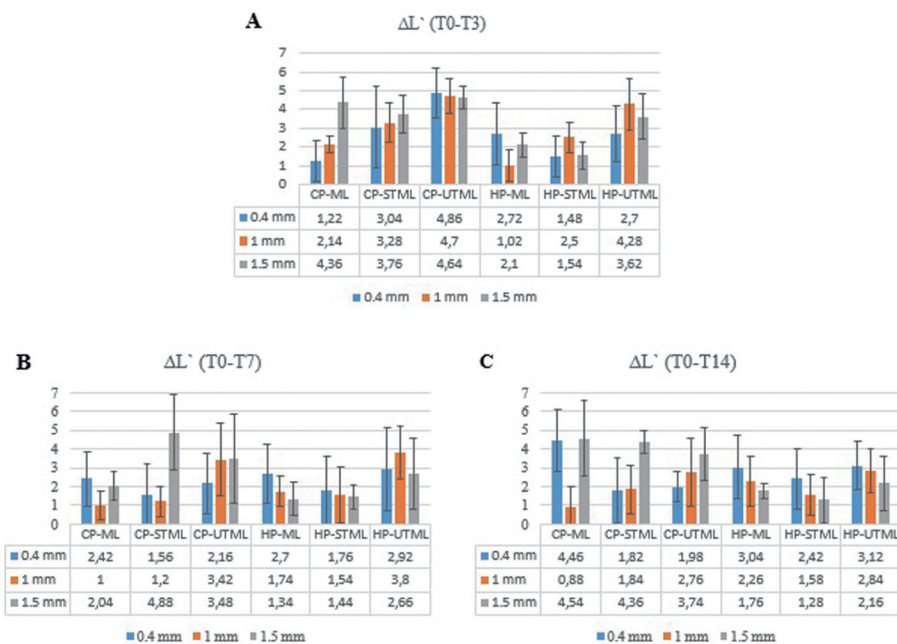 A
ΔL` (T0-T3)
7
6
5
4
3
2
1
0
CP-ML CP-STML CP-UTML HP-ML HP-STML HP-UTML
0.4 mm 1,22 3,04 4,86 2,72 1,48 2,7
1 mm 2,14 3,28 4,7 1,02 2,5 4,28
1.5 mm 4,36 3,76 4,64 2,1 1,54 3,62
0.4 mm 1 mm 1.5 mm
B
ΔL` (T0-T7)
7
6
5
4
3
2
1
0
CP-ML CP-STML CP-UTML HP-ML HP-STML HP-UTML
0.4 mm 2,42 1,56 2,16 2,7 1,76 2,92
1 mm 1 1,2 3,42 1,74 1,54 3,8
1.5 mm 2,04 4,88 3,48 1,34 1,44 2,66
0.4 mm 1 mm 1.5 mm
C
ΔL` (T0-T14)
7
6
5
4
3
2
1
0
CP-ML CP-STML CP-UTML HP-ML HP-STML HP-UTML
0.4 mm 4,46 1,82 1,98 3,04 2,42 3,12
1 mm 0,88 1,84 2,76 2,26 1,58 2,84
1.5 mm 4,54 4,36 3,74 1,76 1,28 2,16
0.4 mm 1 mm 1.5 mm